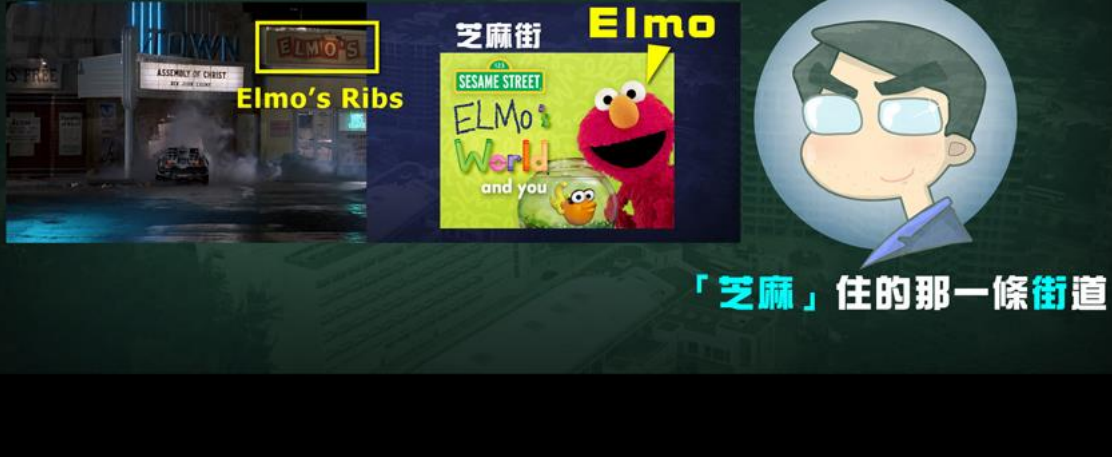 TOWN
ELMO'S
ASSEMBLY OF CHRIST
Elmo's Ribs
芝麻街
Elmo
123
SESAME STREET
ELMO's
World
and you
「芝麻」住的那一條街道